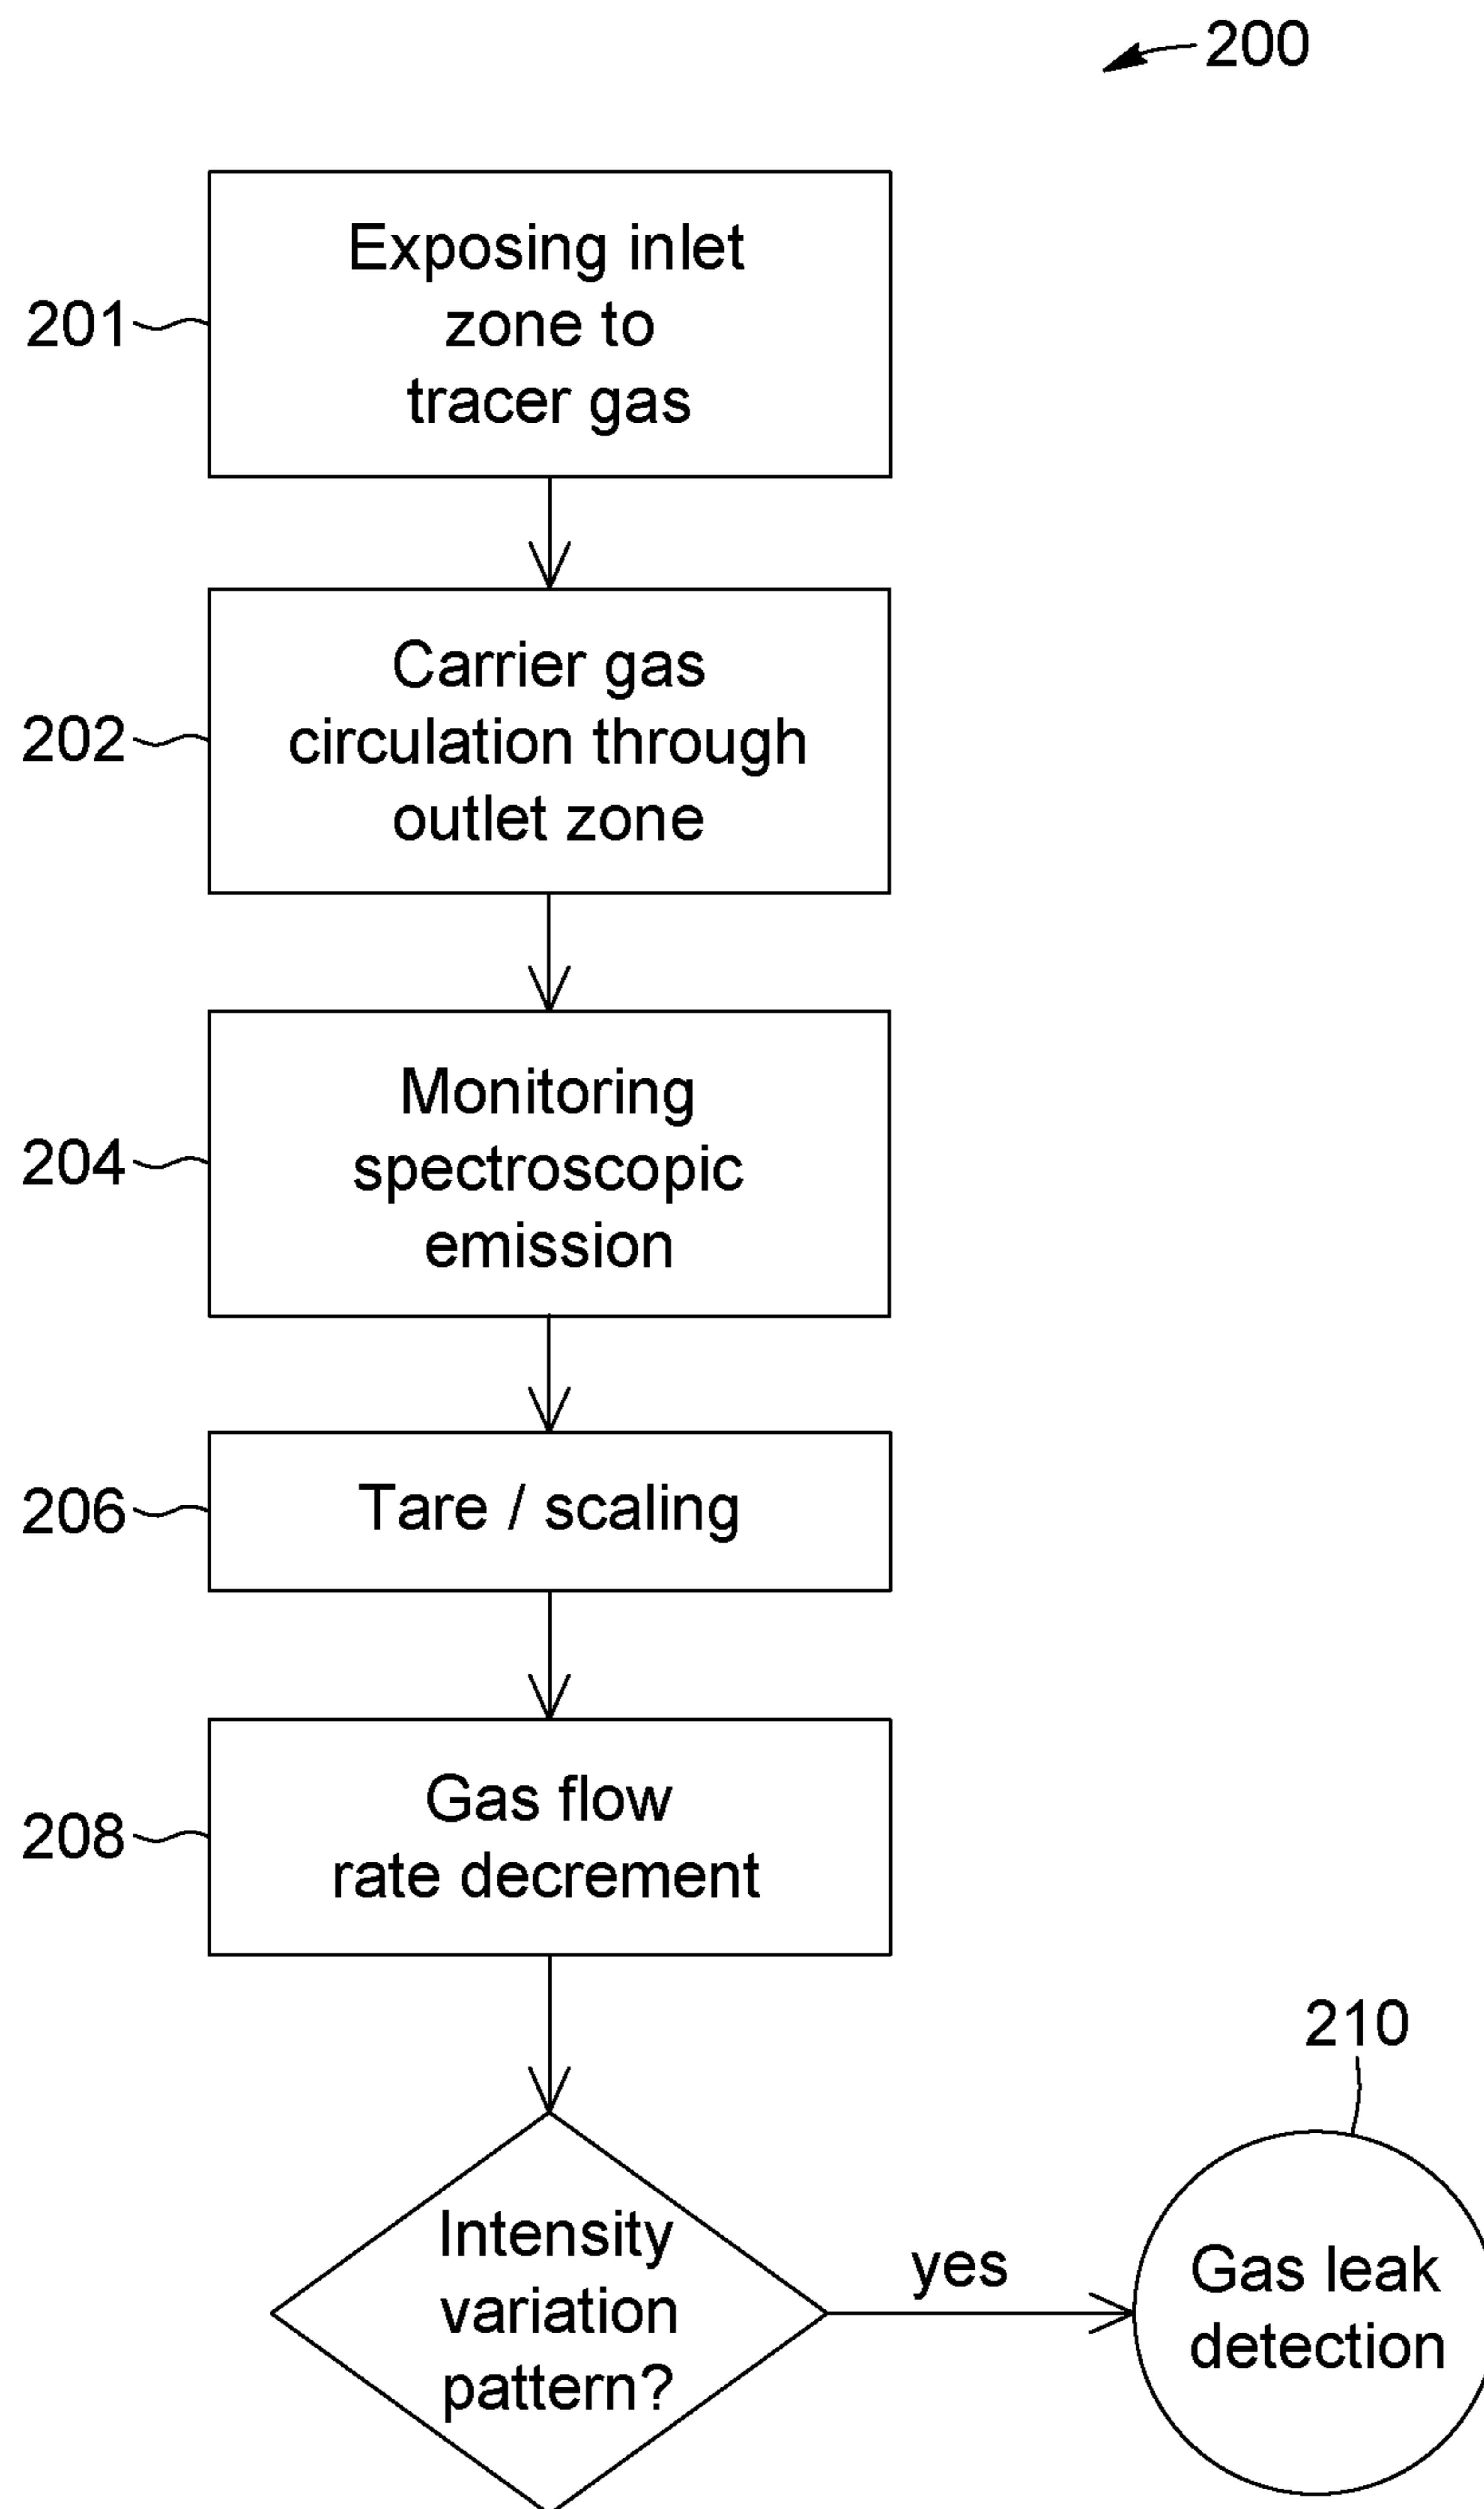 200
201
Exposing inlet
zone to
tracer gas
202
Carrier gas
circulation through
outlet zone
204
Monitoring
spectroscopic
emission
206
Tare / scaling
208
Gas flow
rate decrement
210
Intensity
variation
pattern?
yes
Gas leak
detection